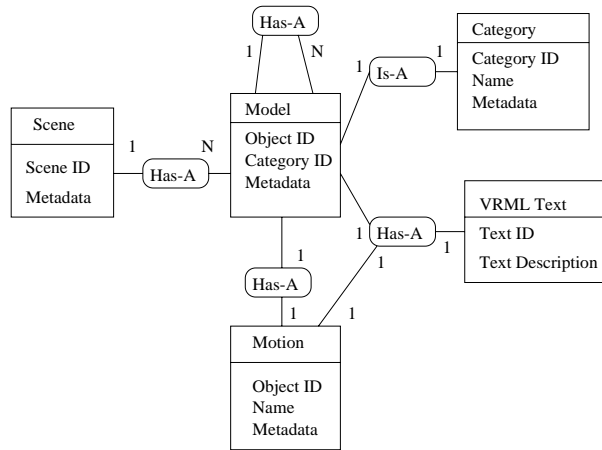 Has-A
1
N
Category
Category ID
Name
Metadata
1
Is-A
1
Model
Object ID
Category ID
Metadata
Scene
Scene ID
Metadata
1
Has-A
N
VRML Text
Text ID
Text Description
1
Has-A
1
1
1
Has-A
1
1
Motion
Object ID
Name
Metadata